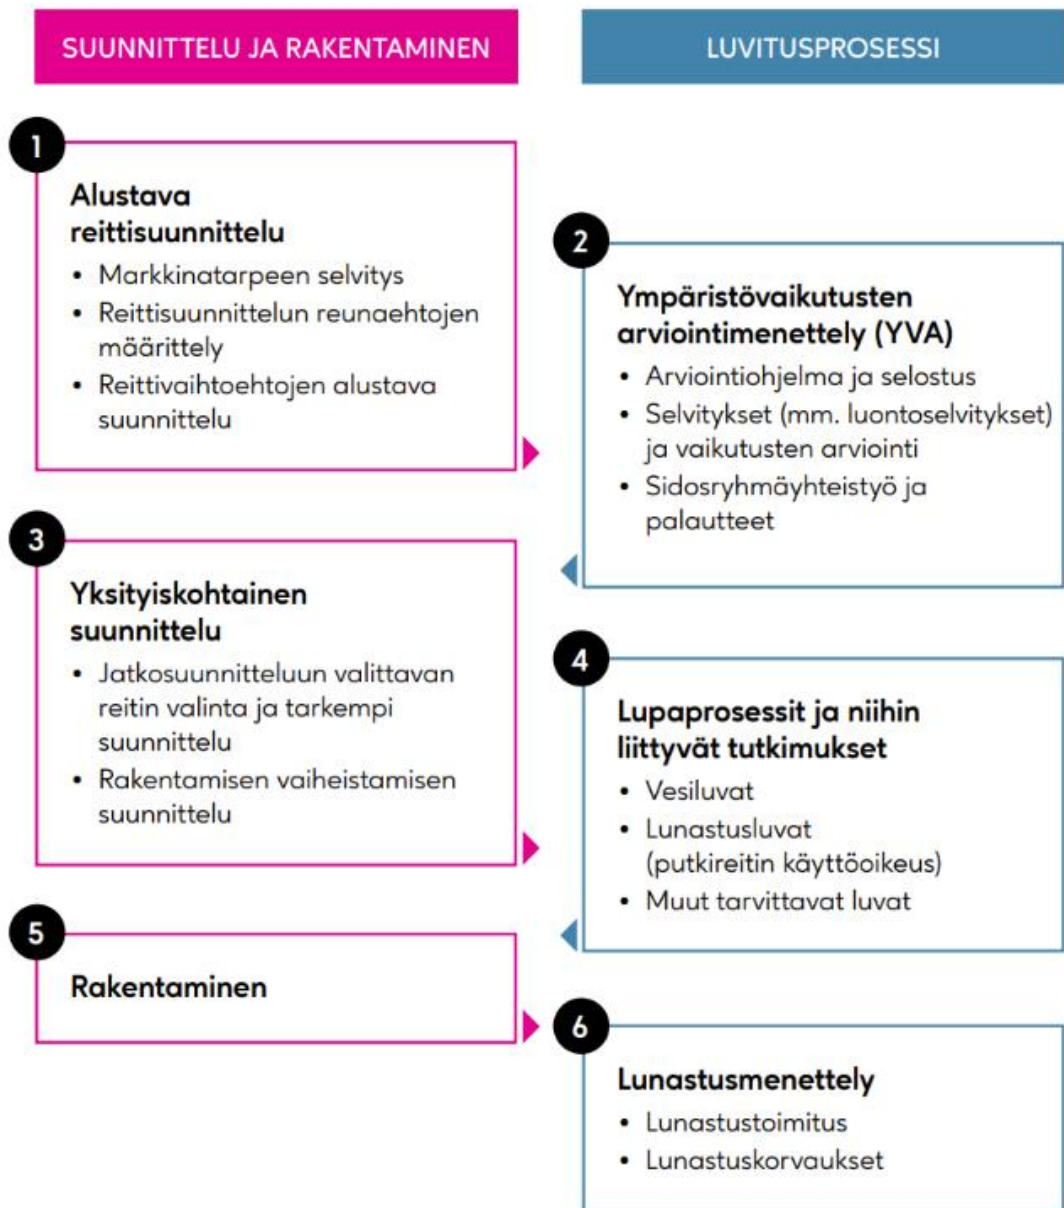 SUUNNITTELU JA RAKENTAMINEN
LUVITUSPROSESSI
1
Alustava
reittisuunnittelu
• Markkinatarpeen selvitys
• Reittisuunnittelun reunaehtojen
määrittely
• Reittivaihtoehtojen alustava
suunnittelu
2
Ympäristövaikutusten
arviointimenettely (YVA)
• Arviointiohjelma ja selostus
• Selvitykset (mm. luontoselvitykset)
ja vaikutusten arviointi
• Sidosryhmäyhteistyö ja
palautteet
3
Yksityiskohtainen
suunnittelu
• Jatkosuunnitteluun valittavan
reitin valinta ja tarkempi
suunnittelu
• Rakentamisen vaiheistamisen
suunnittelu
4
Lupaprosessit ja niihin
liittyvät tutkimukset
• Vesiluvat
• Lunastusluvat
(putkireitin käyttöoikeus)
• Muut tarvittavat luvat
5
Rakentaminen
6
Lunastusmenettely
• Lunastustoimitus
• Lunastuskorvaukset